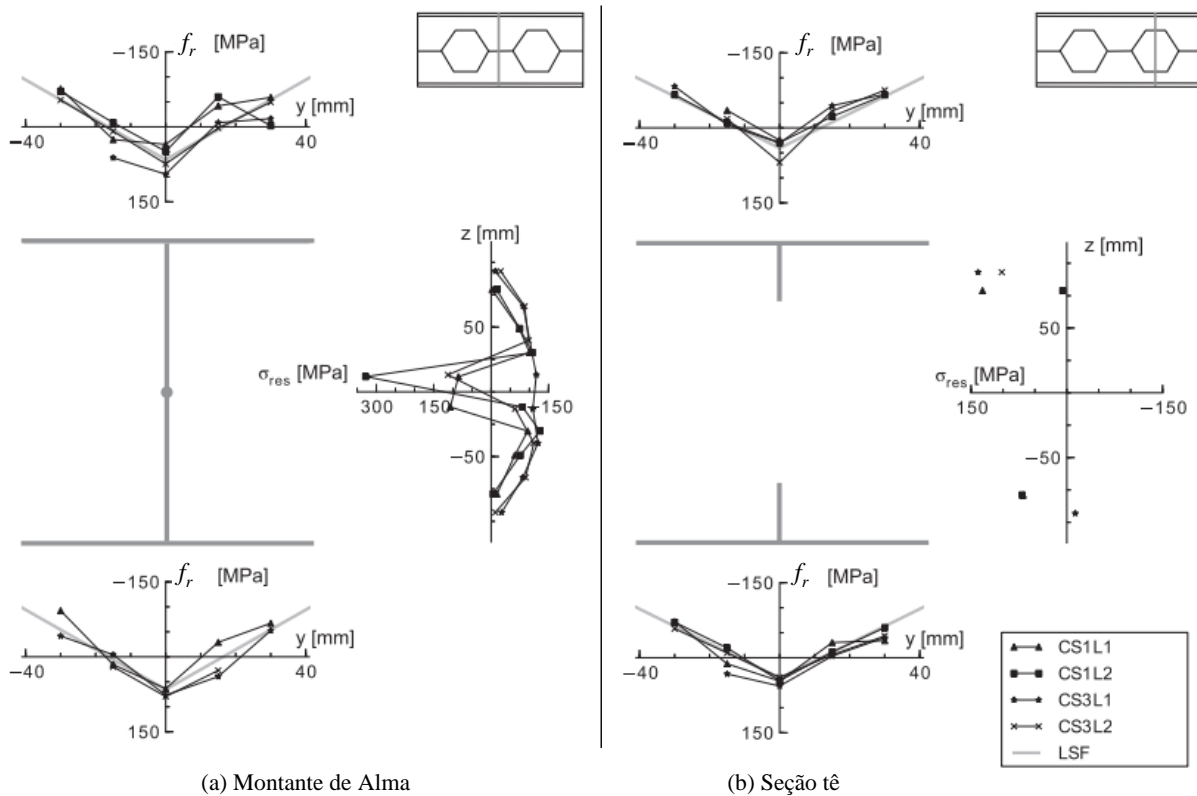 −150 f_r [MPa]
y [mm]
−40 40
150
z [mm]
50
σ_res [MPa]
300 150 −150
−50
−150 f_r [MPa]
y [mm]
−40 40
150
(a) Montante de Alma
−150 f_r [MPa]
y [mm]
−40 40
150
z [mm]
50
σ_res [MPa]
150 −150
−50
−150 f_r [MPa]
y [mm]
−40 40
150
CS1L1
CS1L2
CS3L1
CS3L2
LSF
(b) Seção tê